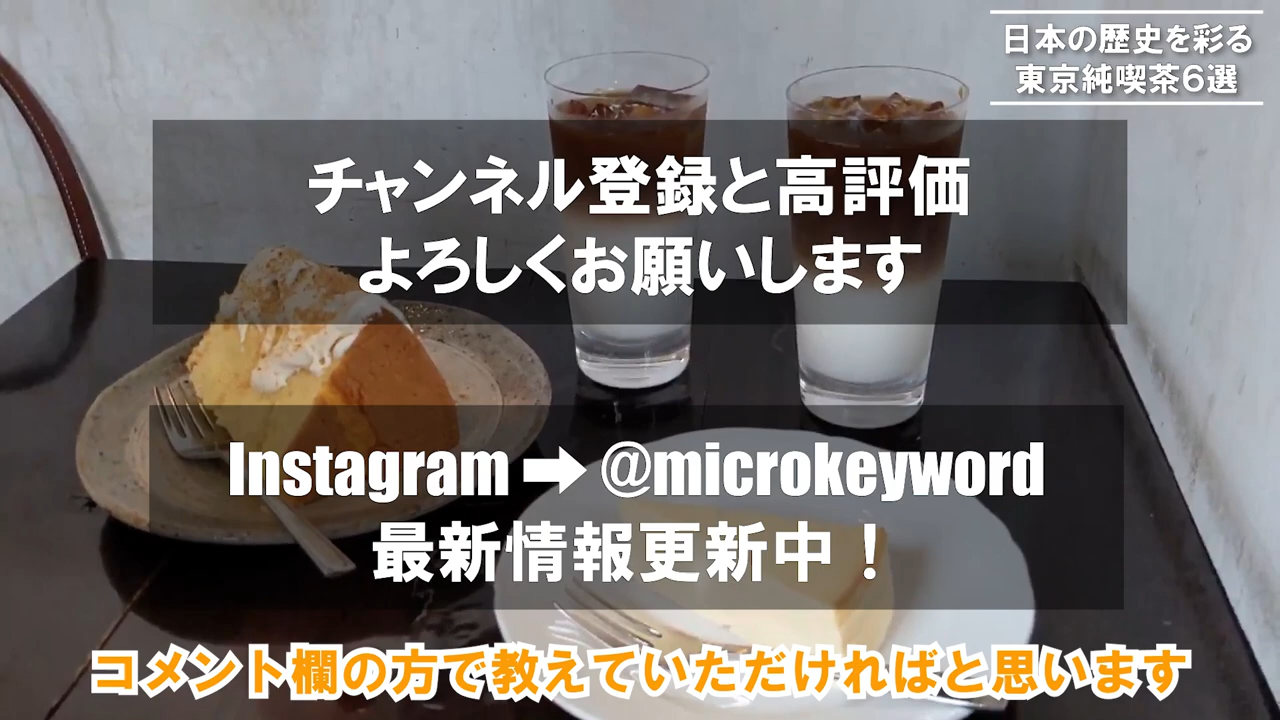 日本の歴史を彩る
東京純喫茶6選
チャンネル登録と高評価
よろしくお願いします
Instagram➡@microkeyword
最新情報更新中！
コメント欄の方で教えていただければと思います